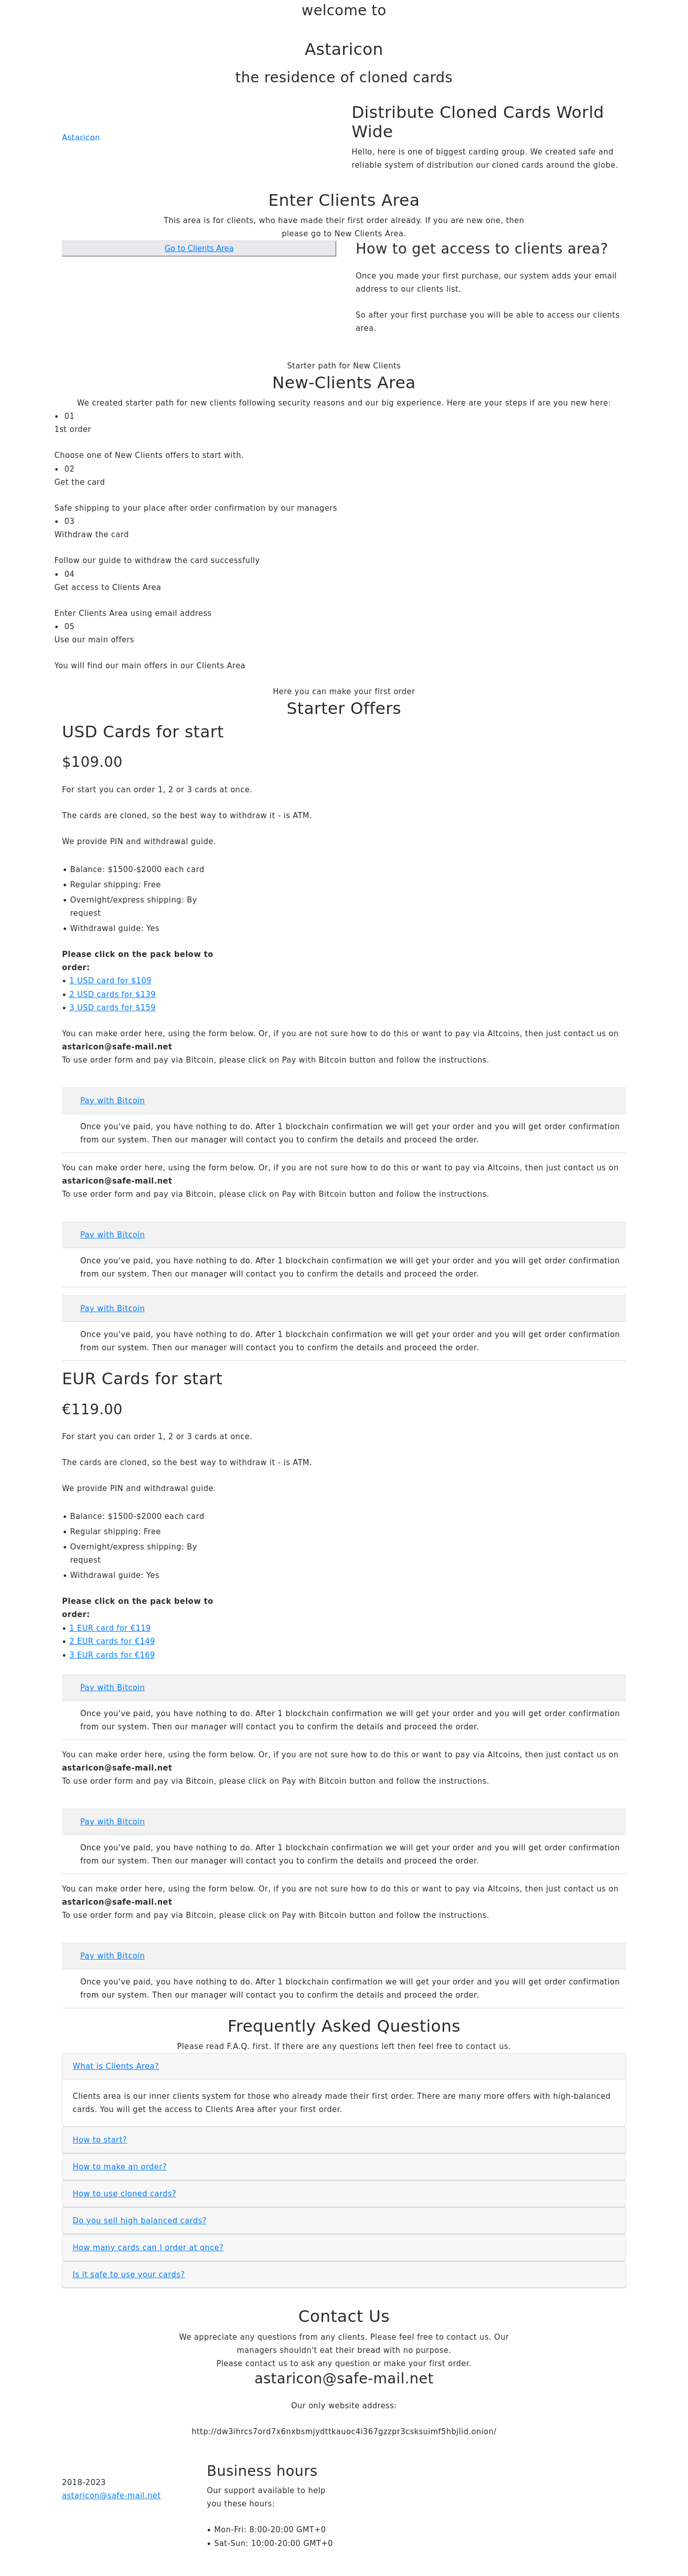 welcome to
Astaricon
the residence of cloned cards
Astaricon
Distribute Cloned Cards World
Wide
Hello, here is one of biggest carding group. We created safe and
reliable system of distribution our cloned cards around the globe.
Enter Clients Area
This area is for clients, who have made their first order already. If you are new one, then
please go to New Clients Area.
Go to Clients Area
How to get access to clients area?
Once you made your first purchase, our system adds your email
address to our clients list.
So after your first purchase you will be able to access our clients
area.
Starter path for New Clients
New-Clients Area
We created starter path for new clients following security reasons and our big experience. Here are your steps if are you new here:
• 01
1st order
Choose one of New Clients offers to start with.
• 02
Get the card
Safe shipping to your place after order confirmation by our managers
• 03
Withdraw the card
Follow our guide to withdraw the card successfully
• 04
Get access to Clients Area
Enter Clients Area using email address
• 05
Use our main offers
You will find our main offers in our Clients Area
Here you can make your first order
Starter Offers
USD Cards for start
$109.00
For start you can order 1, 2 or 3 cards at once.
The cards are cloned, so the best way to withdraw it - is ATM.
We provide PIN and withdrawal guide.
• Balance: $1500-$2000 each card
• Regular shipping: Free
• Overnight/express shipping: By
request
• Withdrawal guide: Yes
Please click on the pack below to
order:
• 1 USD card for $109
• 2 USD cards for $139
• 3 USD cards for $159
You can make order here, using the form below. Or, if you are not sure how to do this or want to pay via Altcoins, then just contact us on
astaricon@safe-mail.net
To use order form and pay via Bitcoin, please click on Pay with Bitcoin button and follow the instructions.
Pay with Bitcoin
Once you've paid, you have nothing to do. After 1 blockchain confirmation we will get your order and you will get order confirmation
from our system. Then our manager will contact you to confirm the details and proceed the order.
You can make order here, using the form below. Or, if you are not sure how to do this or want to pay via Altcoins, then just contact us on
astaricon@safe-mail.net
To use order form and pay via Bitcoin, please click on Pay with Bitcoin button and follow the instructions.
Pay with Bitcoin
Once you've paid, you have nothing to do. After 1 blockchain confirmation we will get your order and you will get order confirmation
from our system. Then our manager will contact you to confirm the details and proceed the order.
Pay with Bitcoin
Once you've paid, you have nothing to do. After 1 blockchain confirmation we will get your order and you will get order confirmation
from our system. Then our manager will contact you to confirm the details and proceed the order.
EUR Cards for start
€119.00
For start you can order 1, 2 or 3 cards at once.
The cards are cloned, so the best way to withdraw it - is ATM.
We provide PIN and withdrawal guide.
• Balance: $1500-$2000 each card
• Regular shipping: Free
• Overnight/express shipping: By
request
• Withdrawal guide: Yes
Please click on the pack below to
order:
• 1 EUR card for €119
• 2 EUR cards for €149
• 3 EUR cards for €169
Pay with Bitcoin
Once you've paid, you have nothing to do. After 1 blockchain confirmation we will get your order and you will get order confirmation
from our system. Then our manager will contact you to confirm the details and proceed the order.
You can make order here, using the form below. Or, if you are not sure how to do this or want to pay via Altcoins, then just contact us on
astaricon@safe-mail.net
To use order form and pay via Bitcoin, please click on Pay with Bitcoin button and follow the instructions.
Pay with Bitcoin
Once you've paid, you have nothing to do. After 1 blockchain confirmation we will get your order and you will get order confirmation
from our system. Then our manager will contact you to confirm the details and proceed the order.
You can make order here, using the form below. Or, if you are not sure how to do this or want to pay via Altcoins, then just contact us on
astaricon@safe-mail.net
To use order form and pay via Bitcoin, please click on Pay with Bitcoin button and follow the instructions.
Pay with Bitcoin
Once you've paid, you have nothing to do. After 1 blockchain confirmation we will get your order and you will get order confirmation
from our system. Then our manager will contact you to confirm the details and proceed the order.
Frequently Asked Questions
Please read F.A.Q. first. If there are any questions left then feel free to contact us.
What is Clients Area?
Clients area is our inner clients system for those who already made their first order. There are many more offers with high-balanced
cards. You will get the access to Clients Area after your first order.
How to start?
How to make an order?
How to use cloned cards?
Do you sell high balanced cards?
How many cards can I order at once?
Is it safe to use your cards?
Contact Us
We appreciate any questions from any clients. Please feel free to contact us. Our
managers shouldn't eat their bread with no purpose.
Please contact us to ask any question or make your first order.
astaricon@safe-mail.net
Our only website address:
http://dw3ihrcs7ord7x6nxbsmjydttkauoc4i367gzzpr3csksuimf5hbjlid.onion/
2018-2023
astaricon@safe-mail.net
Business hours
Our support available to help
you these hours:
• Mon-Fri: 8:00-20:00 GMT+0
• Sat-Sun: 10:00-20:00 GMT+0